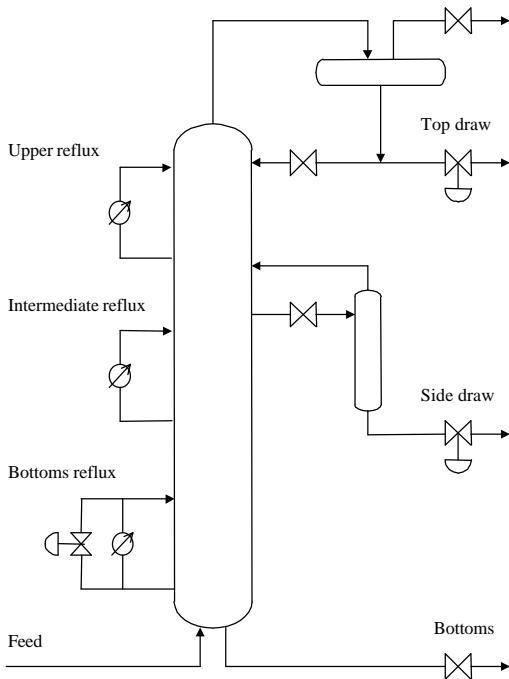 Top draw
Upper reflux
Intermediate reflux
Side draw
Bottoms reflux
Feed
Bottoms